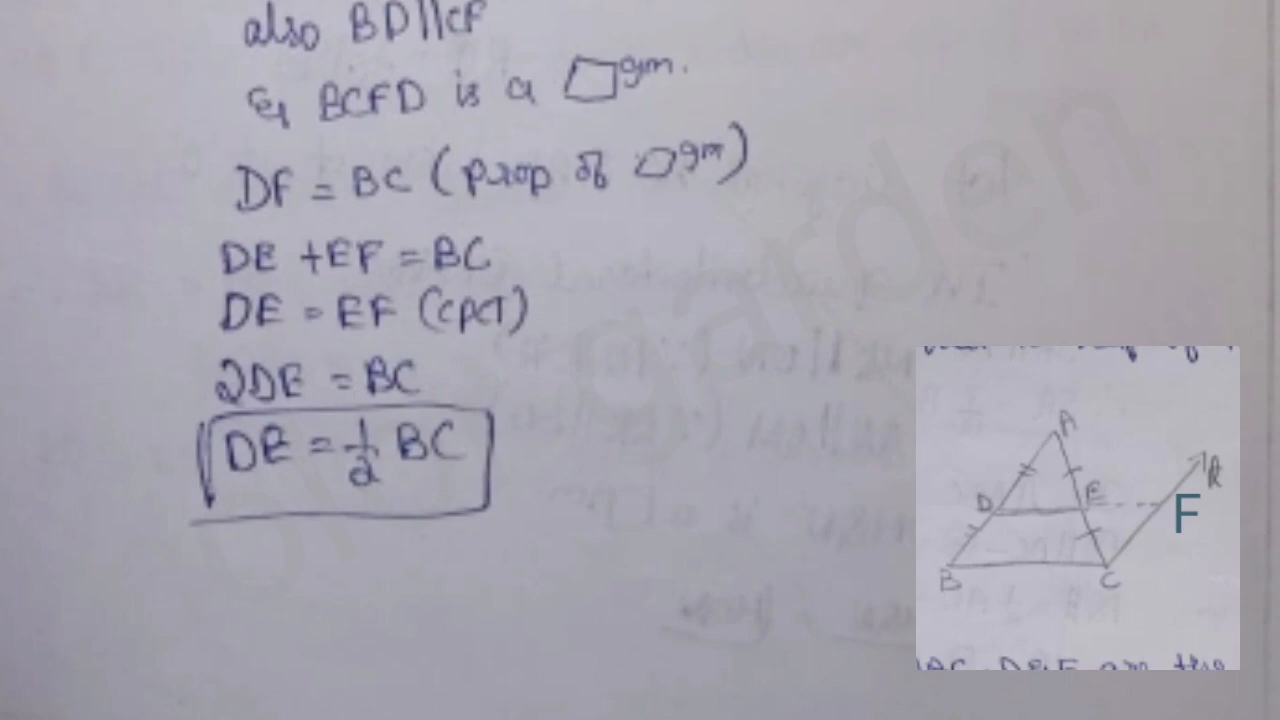 also BD||CF
& BCFD is a ▱gm.
DF = BC (prop of ▱gm)
DE + EF = BC
DE = EF (CPCT)
2DE = BC
DE = 1/2 BC
A
D E R
F
B C
garden